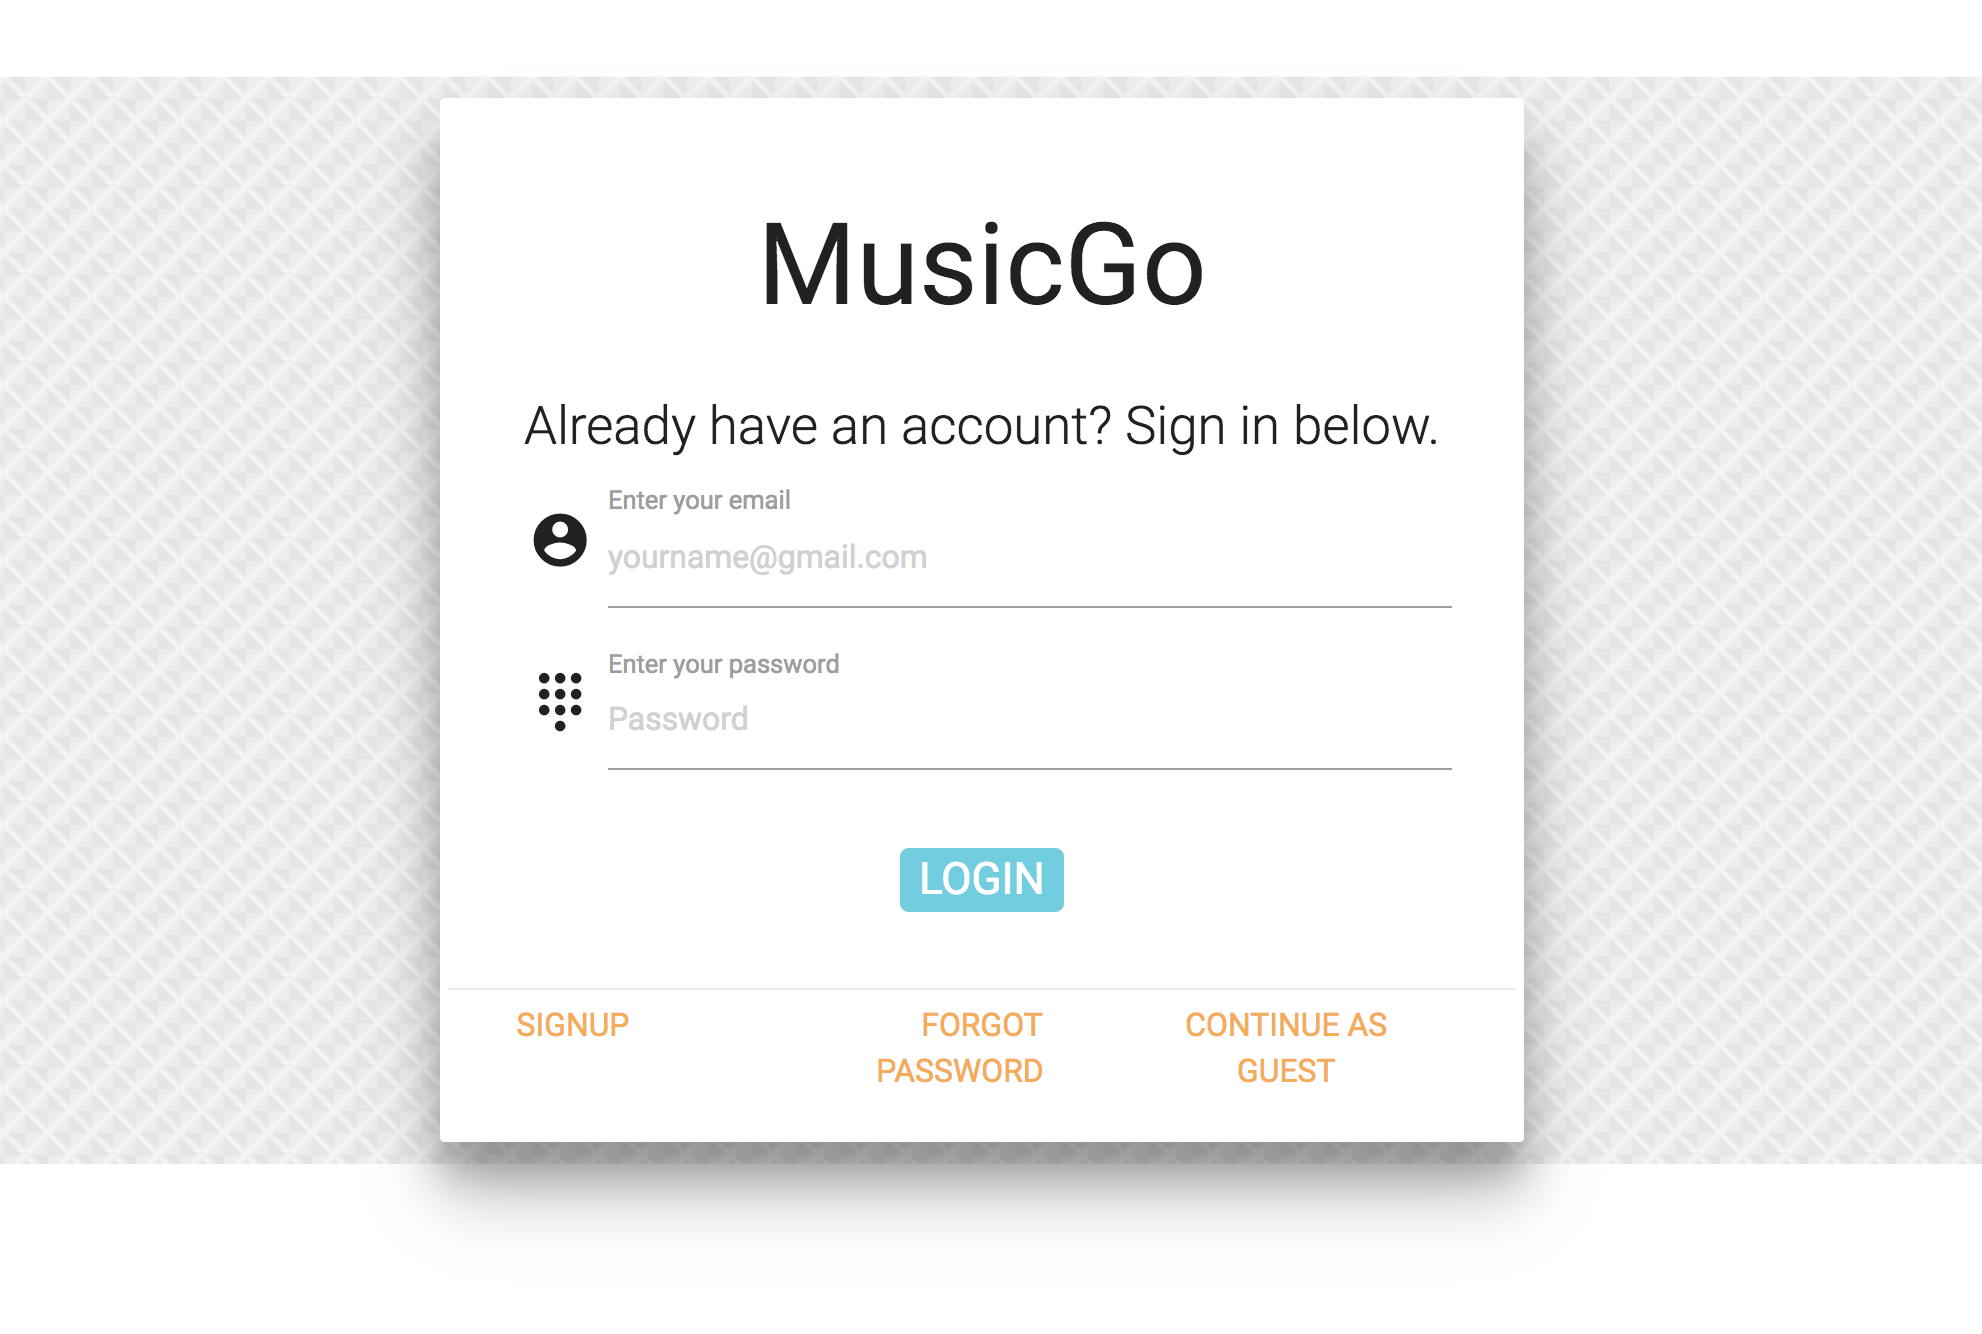 MusicGo
Already have an account? Sign in below.
Enter your email
yourname@gmail.com
Enter your password
Password
LOGIN
SIGNUP
FORGOT
PASSWORD
CONTINUE AS
GUEST